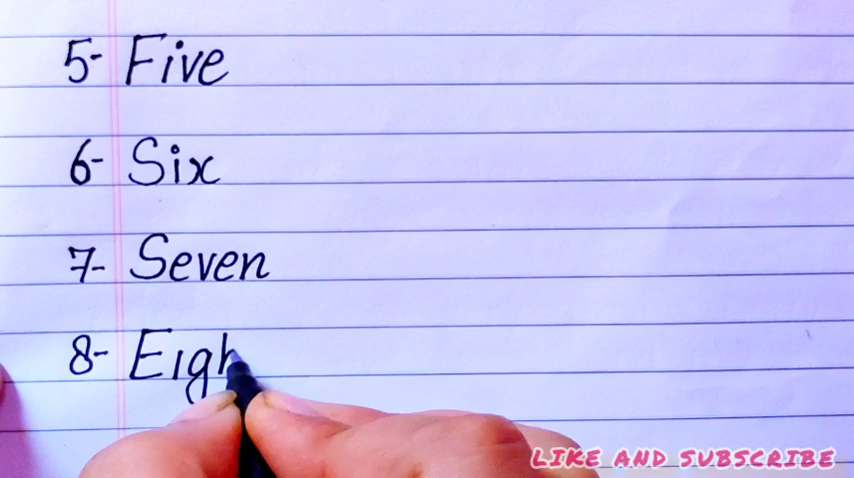 5- Five
6- Six
7- Seven
8- Eigh
LIKE AND SUBSCRIBE